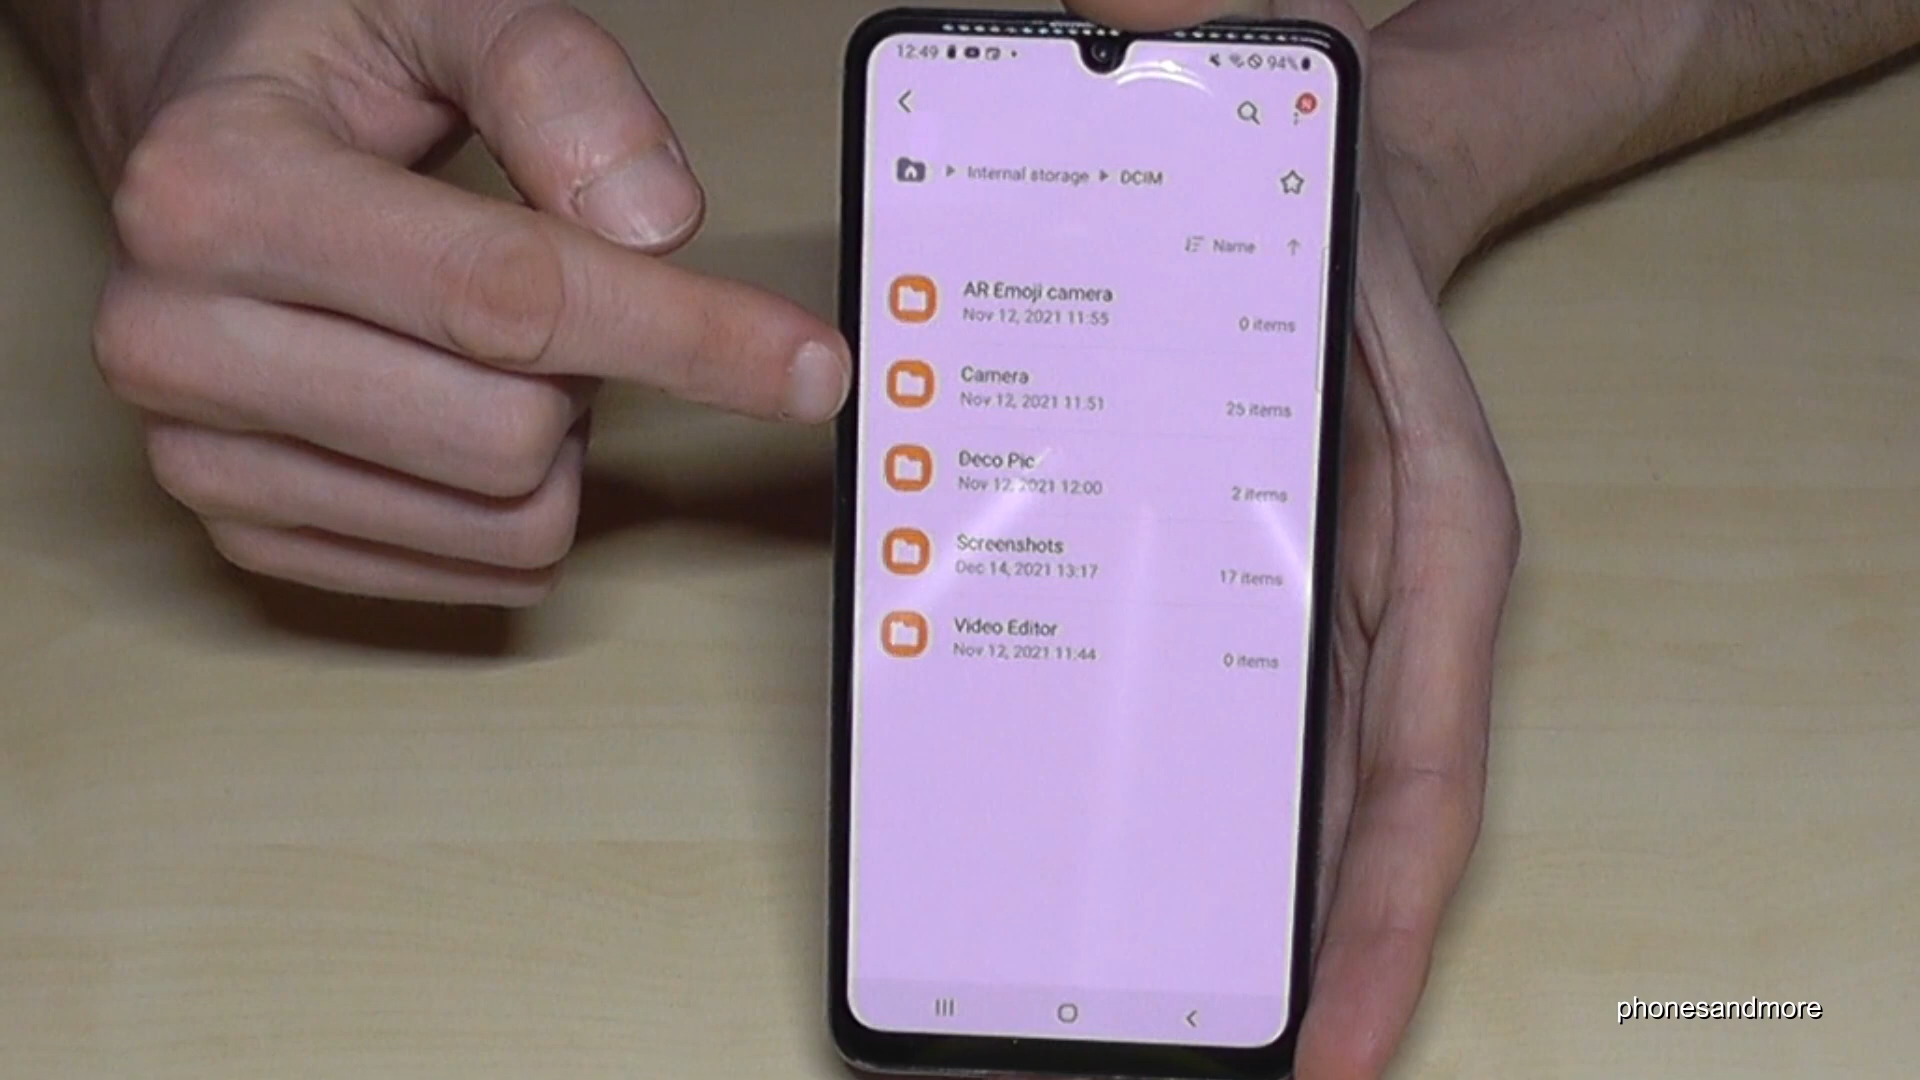 12:49
94%
N
Internal storage DCIM
Name
AR Emoji camera
Nov 12, 2021 11:55
0 items
Camera
Nov 12, 2021 11:51
25 items
Deco Pic
Nov 12, 2021 12:00
2 items
Screenshots
Dec 14, 2021 13:17
17 items
Video Editor
Nov 12, 2021 11:44
0 items
phonesandmore